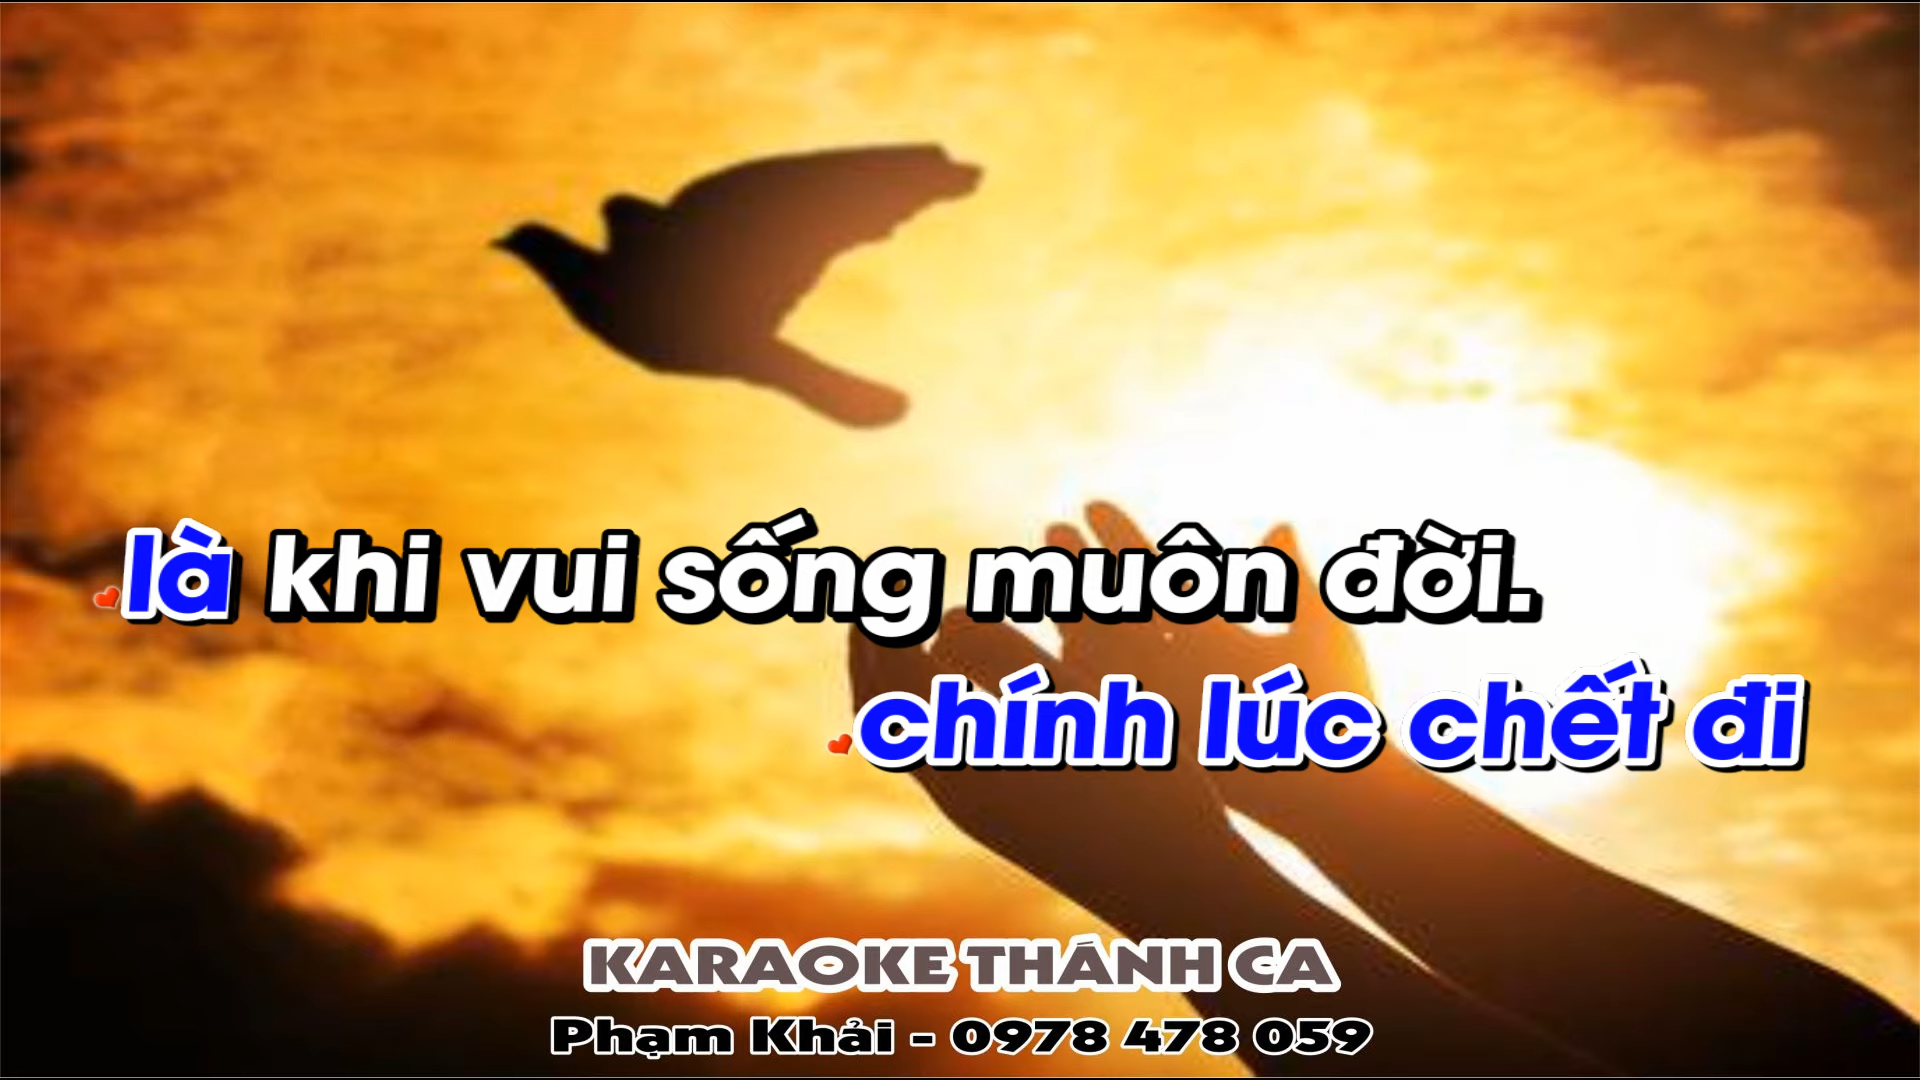 là khi vui sống muôn đời.
chính lúc chết đi
KARAOKE THÁNH CA
Phạm Khải - 0978 478 059